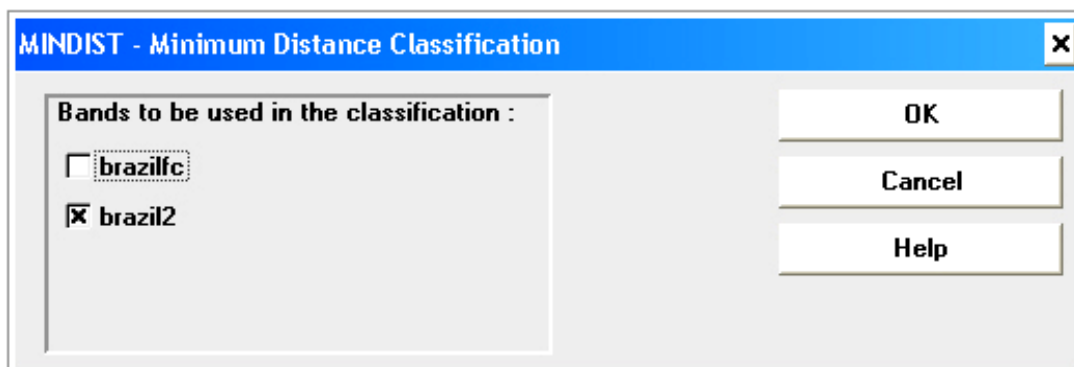 MINDIST - Minimum Distance Classification
Bands to be used in the classification :
brazilfc
brazil2
OK
Cancel
Help